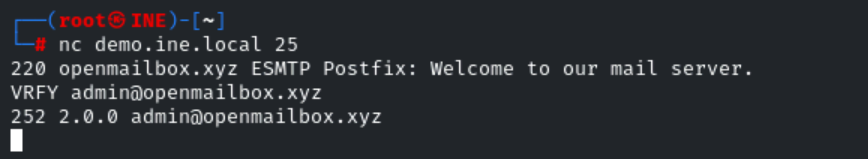 ┌──(root㉿INE)-[~]
└─# nc demo.ine.local 25
220 openmailbox.xyz ESMTP Postfix: Welcome to our mail server.
VRFY admin@openmailbox.xyz
252 2.0.0 admin@openmailbox.xyz